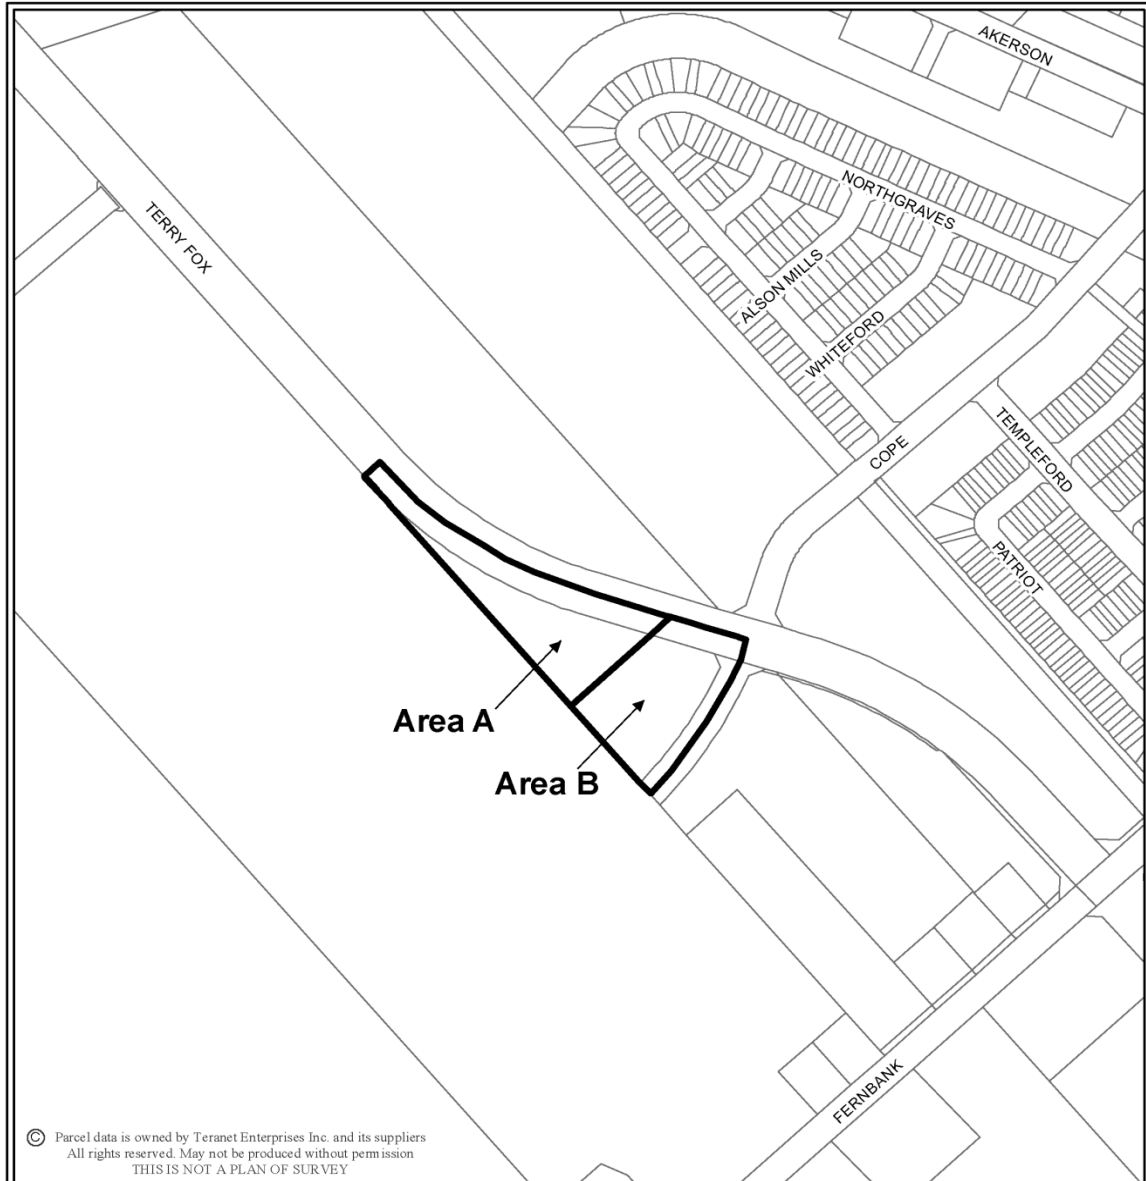 AKERSON
NORTHGRAVES
TERRY FOX
ALSON MILLS
WHITEFORD
COPE
TEMPLEFORD
PATRIOT
Area A
Area B
FERNBANK
© Parcel data is owned by Teranet Enterprises Inc. and its suppliers
All rights reserved. May not be produced without permission
THIS IS NOT A PLAN OF SURVEY